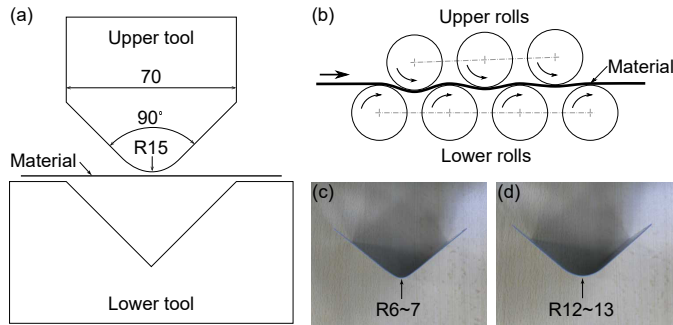 (a)
Upper tool
70
90°
R15
Material
Lower tool
(b)
Upper rolls
Material
Lower rolls
(c)
R6~7
(d)
R12~13